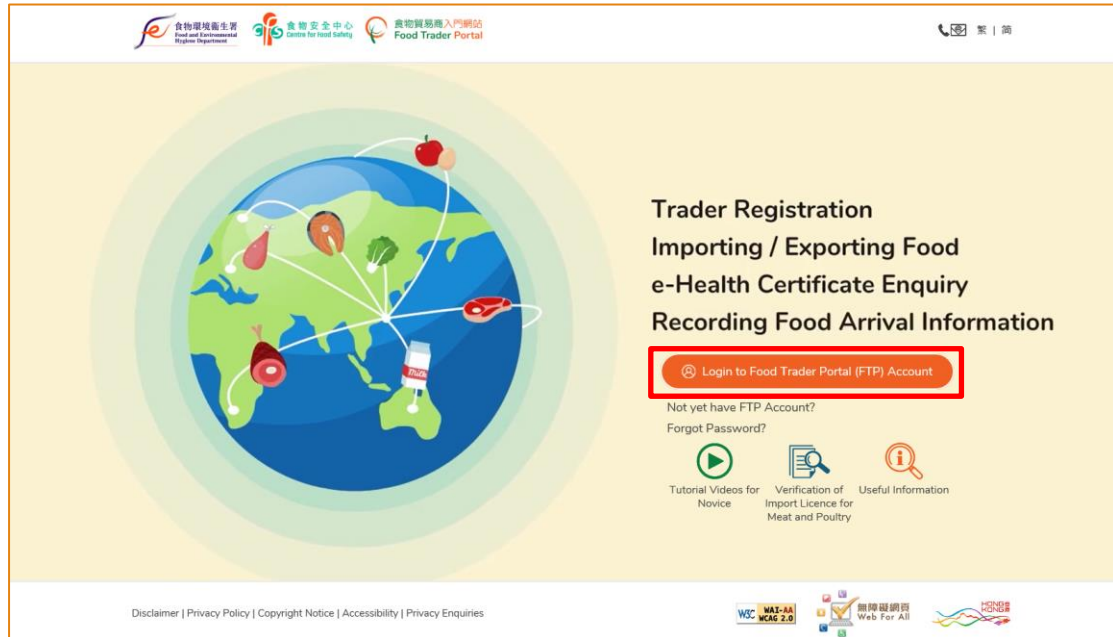 食物環境衞生署
Food and Environmental
Hygiene Department
食物安全中心
Centre for Food Safety
食物貿易商入門網站
Food Trader Portal
繁 | 简
Trader Registration
Importing / Exporting Food
e-Health Certificate Enquiry
Recording Food Arrival Information
Login to Food Trader Portal (FTP) Account
Not yet have FTP Account?
Forgot Password?
Tutorial Videos for
Novice
Verification of
Import Licence for
Meat and Poultry
Useful Information
Milk
Disclaimer | Privacy Policy | Copyright Notice | Accessibility | Privacy Enquiries
W3C WAI-AA
WCAG 2.0
無障礙網頁
Web For All
HONG
KONG